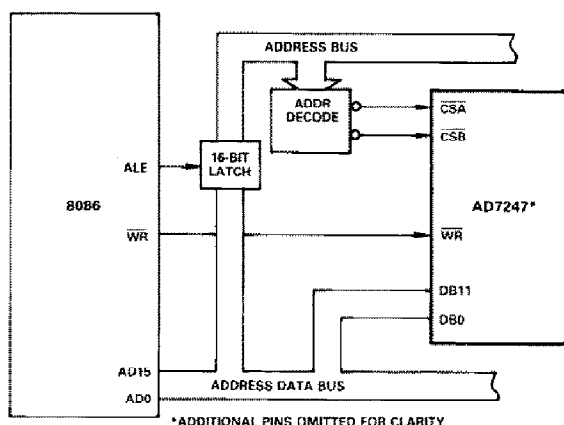 ADDRESS BUS
ADDR
DECODE
CSA
CSB
16-BIT
LATCH
ALE
8086
AD7247*
WR
WR
DB11
DB0
AD15
ADDRESS DATA BUS
AD0
*ADDITIONAL PINS OMITTED FOR CLARITY